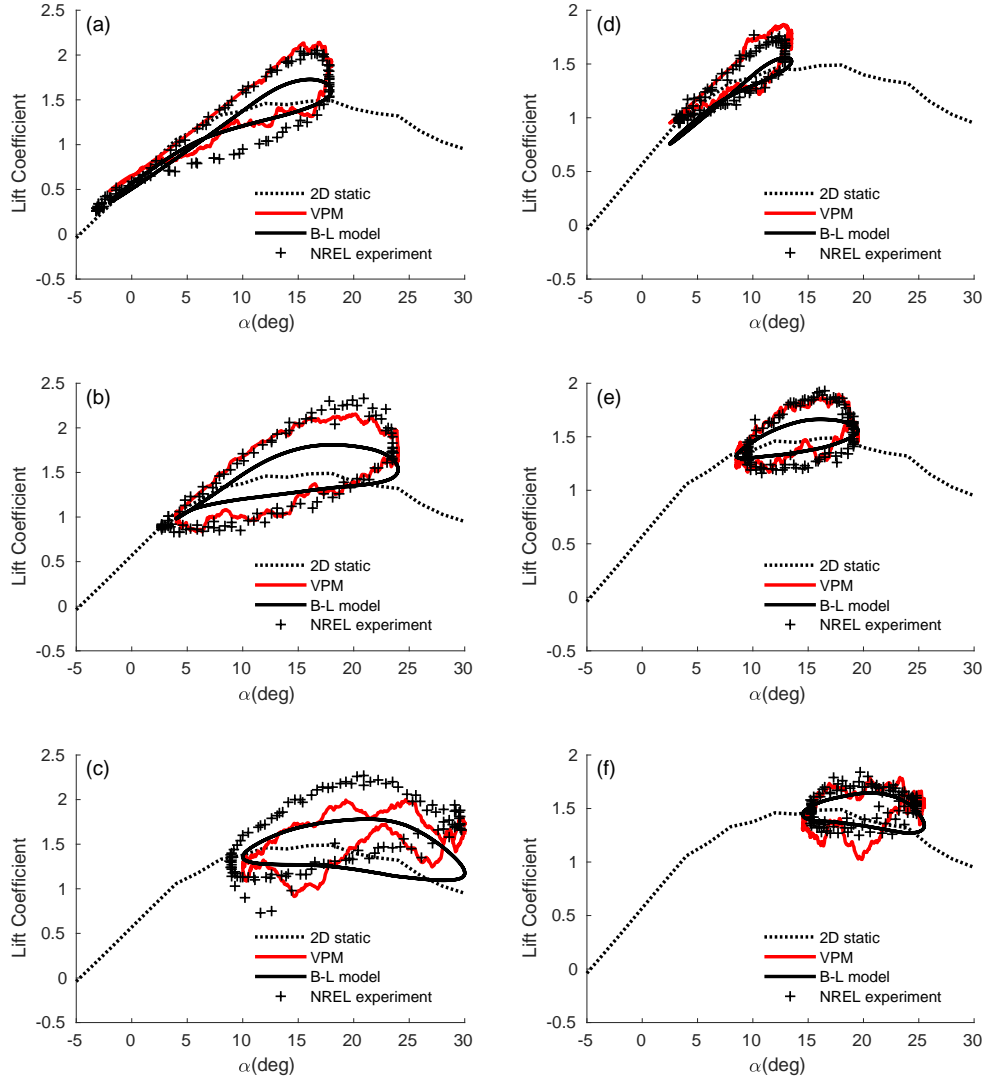 (a)
2.5
2
1.5
1
0.5
0
-0.5
Lift Coefficient
2D static
VPM
B-L model
NREL experiment
-5 0 5 10 15 20 25 30
α(deg)
(d)
2
1.5
1
0.5
0
-0.5
Lift Coefficient
2D static
VPM
B-L model
NREL experiment
-5 0 5 10 15 20 25 30
α(deg)
(b)
2.5
2
1.5
1
0.5
0
-0.5
Lift Coefficient
2D static
VPM
B-L model
NREL experiment
-5 0 5 10 15 20 25 30
α(deg)
(e)
2
1.5
1
0.5
0
-0.5
Lift Coefficient
2D static
VPM
B-L model
NREL experiment
-5 0 5 10 15 20 25 30
α(deg)
(c)
2.5
2
1.5
1
0.5
0
-0.5
Lift Coefficient
2D static
VPM
B-L model
NREL experiment
-5 0 5 10 15 20 25 30
α(deg)
(f)
2
1.5
1
0.5
0
-0.5
Lift Coefficient
2D static
VPM
B-L model
NREL experiment
-5 0 5 10 15 20 25 30
α(deg)